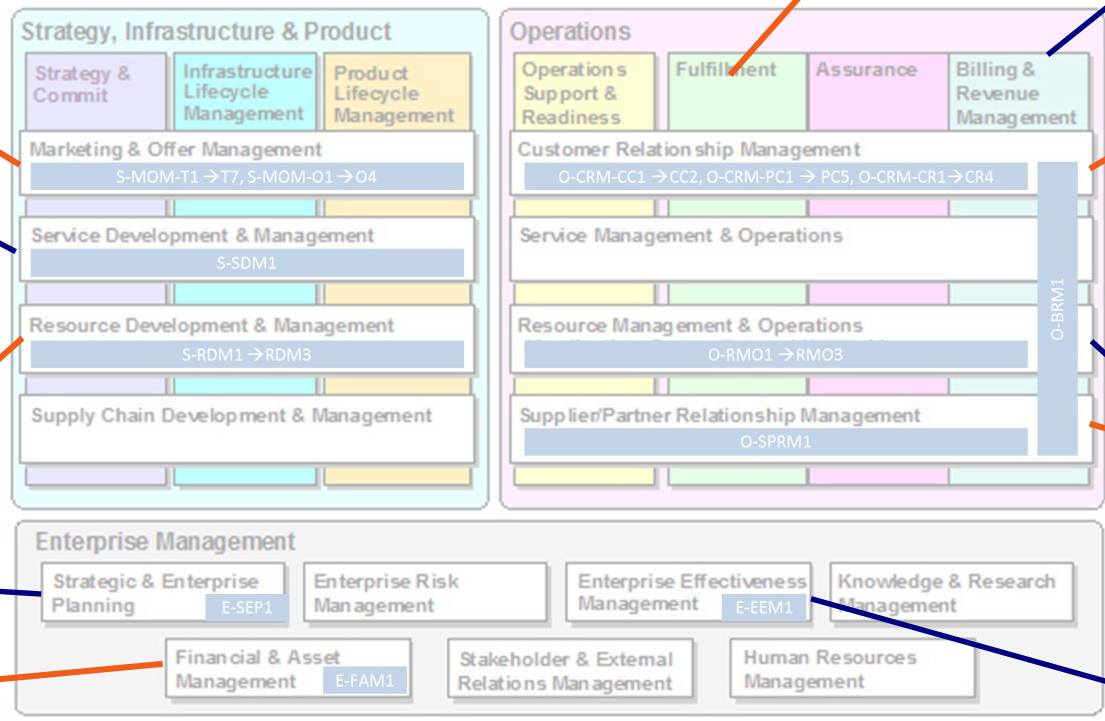 Strategy, Infrastructure & Product
Strategy &
Commit
Infrastructure
Lifecycle
Management
Product
Lifecycle
Management
Marketing & Offer Management
S-MOM-T1 →T7, S-MOM-O1 →O4
Service Development & Management
S-SDM1
Resource Development & Management
S-RDM1 →RDM3
Supply Chain Development & Management
Operations
Operations
Support &
Readiness
Fulfillment
Assurance
Billing &
Revenue
Management
Customer Relationship Management
O-CRM-CC1 →CC2, O-CRM-PC1 → PC5, O-CRM-CR1→CR4
Service Management & Operations
Resource Management & Operations
O-RMO1 →RMO3
Supplier/Partner Relationship Management
O-SPRM1
O-BRM1
Enterprise Management
Strategic & Enterprise
Planning
E-SEP1
Enterprise Risk
Management
Enterprise Effectiveness
Management
E-EEM1
Knowledge & Research
Management
Financial & Asset
Management
E-FAM1
Stakeholder & External
Relations Management
Human Resources
Management